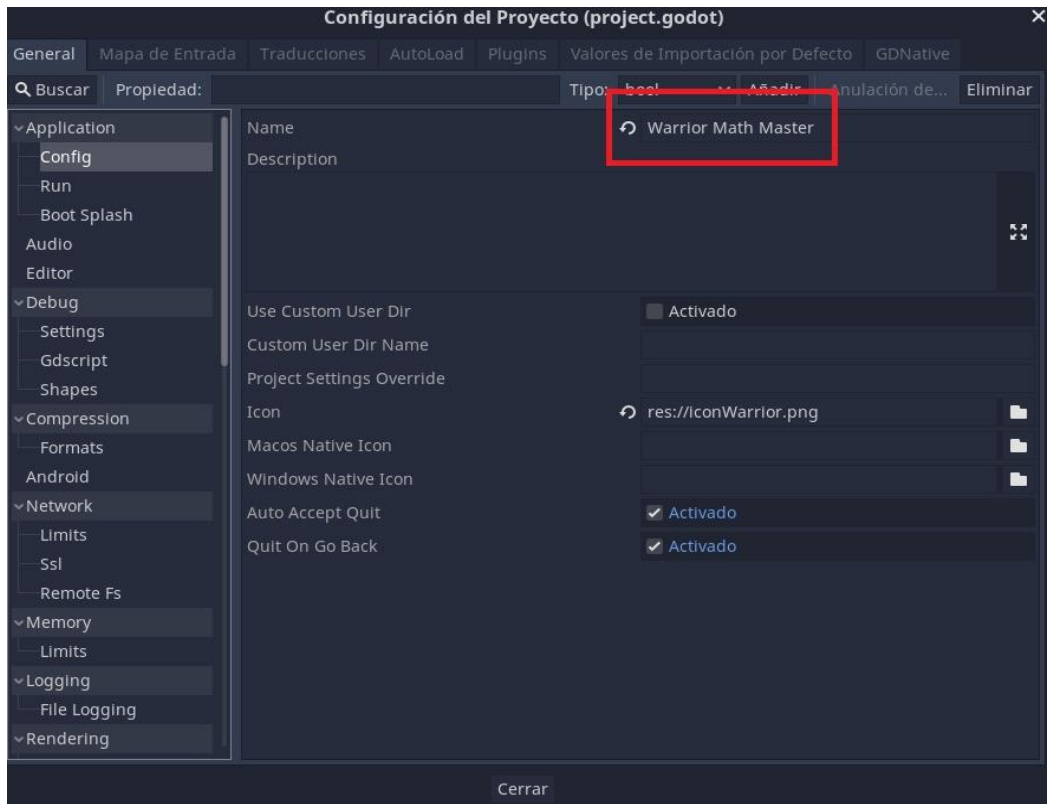 Configuración del Proyecto (project.godot)
General Mapa de Entrada Traducciones AutoLoad Plugins Valores de Importación por Defecto GDNative
Buscar Propiedad: Tipo: bool Añadir Anulación de... Eliminar
Application
Config
Run
Boot Splash
Audio
Editor
Debug
Settings
Gdscript
Shapes
Compression
Formats
Android
Network
Limits
Ssl
Remote Fs
Memory
Limits
Logging
File Logging
Rendering
Name Warrior Math Master
Description
Use Custom User Dir Activado
Custom User Dir Name
Project Settings Override
Icon res://iconWarrior.png
Macos Native Icon
Windows Native Icon
Auto Accept Quit Activado
Quit On Go Back Activado
Cerrar